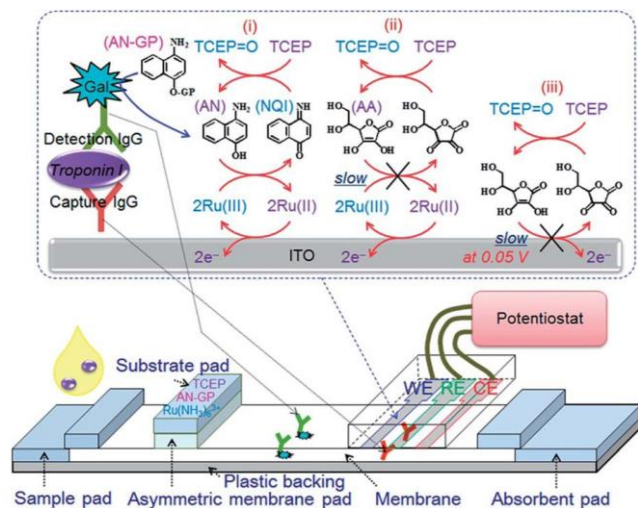 (i)
(ii)
(AN-GP)
NH₂
O-GP
TCEP=O
TCEP
TCEP=O
TCEP
(iii)
TCEP=O
TCEP
Gal
(AN)
NH₂
OH
(NQI)
NH
O
(AA)
HO
HO
O
O
HO
OH
HO
HO
O
O
O
O
HO
HO
O
O
HO
OH
HO
HO
O
O
O
O
Detection IgG
Troponin I
Capture IgG
slow
2Ru(III)
2Ru(II)
2Ru(III)
2Ru(II)
slow
at 0.05 V
2e⁻
ITO
2e⁻
2e⁻
Potentiostat
Substrate pad
TCEP
AN-GP
Ru(NH₃)₆³⁺
WE
RE
CE
Plastic backing
Sample pad
Asymmetric membrane pad
Membrane
Absorbent pad